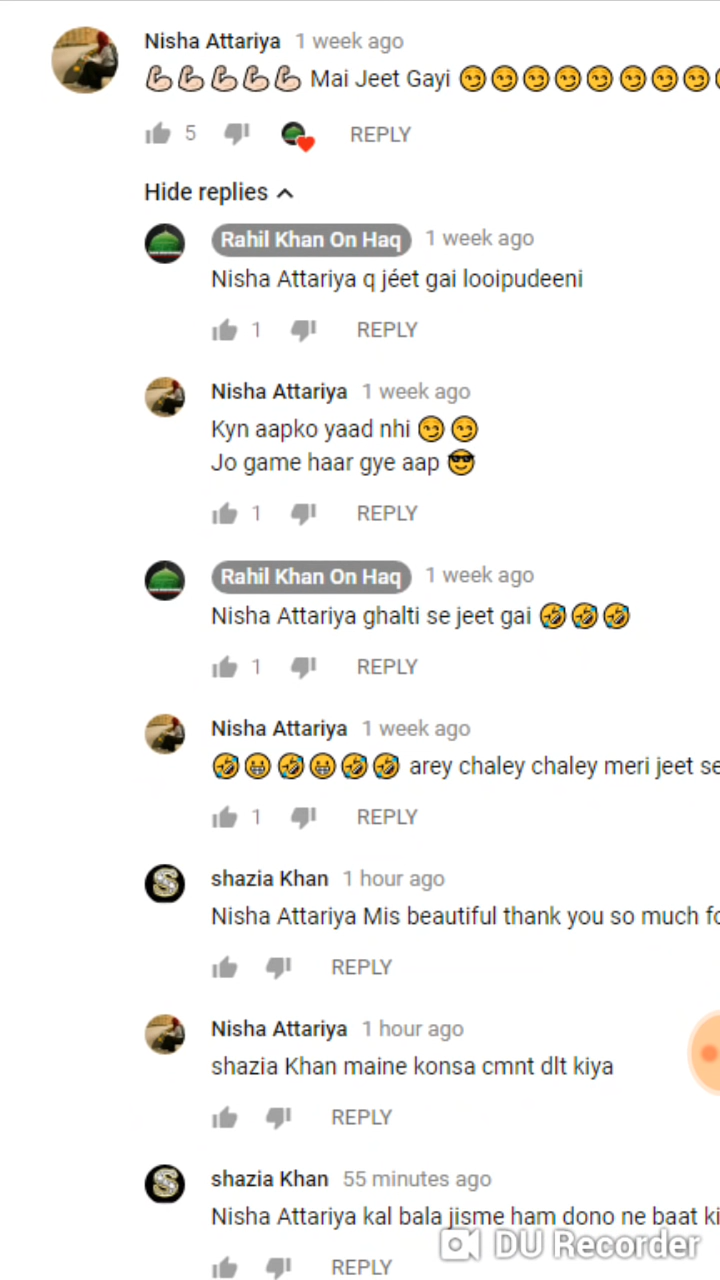 Nisha Attariya 1 week ago
💪🏻💪🏻💪🏻💪🏻💪🏻 Mai Jeet Gayi 😏😏😏😏😏😏😏😏
5 REPLY
Hide replies
Rahil Khan On Haq 1 week ago
Nisha Attariya q jéet gai looipudeeni
1 REPLY
Nisha Attariya 1 week ago
Kyn aapko yaad nhi 😏😏
Jo game haar gye aap 😎
1 REPLY
Rahil Khan On Haq 1 week ago
Nisha Attariya ghalti se jeet gai 🤣🤣🤣
1 REPLY
Nisha Attariya 1 week ago
🤣😁🤣😁🤣🤣 arey chaley chaley meri jeet se
1 REPLY
shazia Khan 1 hour ago
Nisha Attariya Mis beautiful thank you so much fo
REPLY
Nisha Attariya 1 hour ago
shazia Khan maine konsa cmnt dlt kiya
REPLY
shazia Khan 55 minutes ago
Nisha Attariya kal bala jisme ham dono ne baat ki
DU Recorder
REPLY